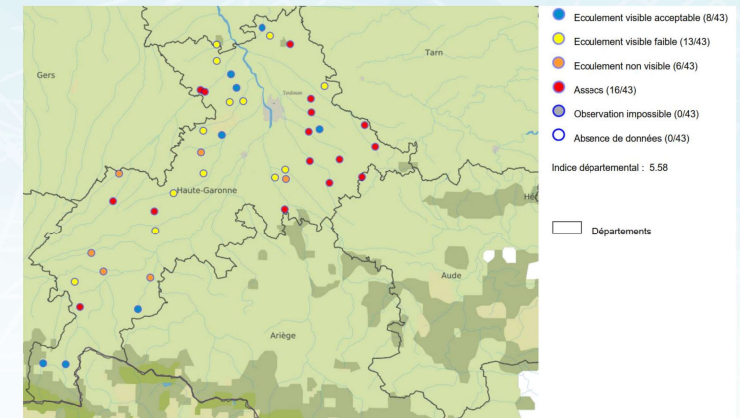 Gers
Tarn
Toulouse
Haute-Garonne
Aude
Ariège
Ecoulement visible acceptable (8/43)
Ecoulement visible faible (13/43)
Ecoulement non visible (6/43)
Assecs (16/43)
Observation impossible (0/43)
Absence de données (0/43)
Indice départemental : 5.58
Départements